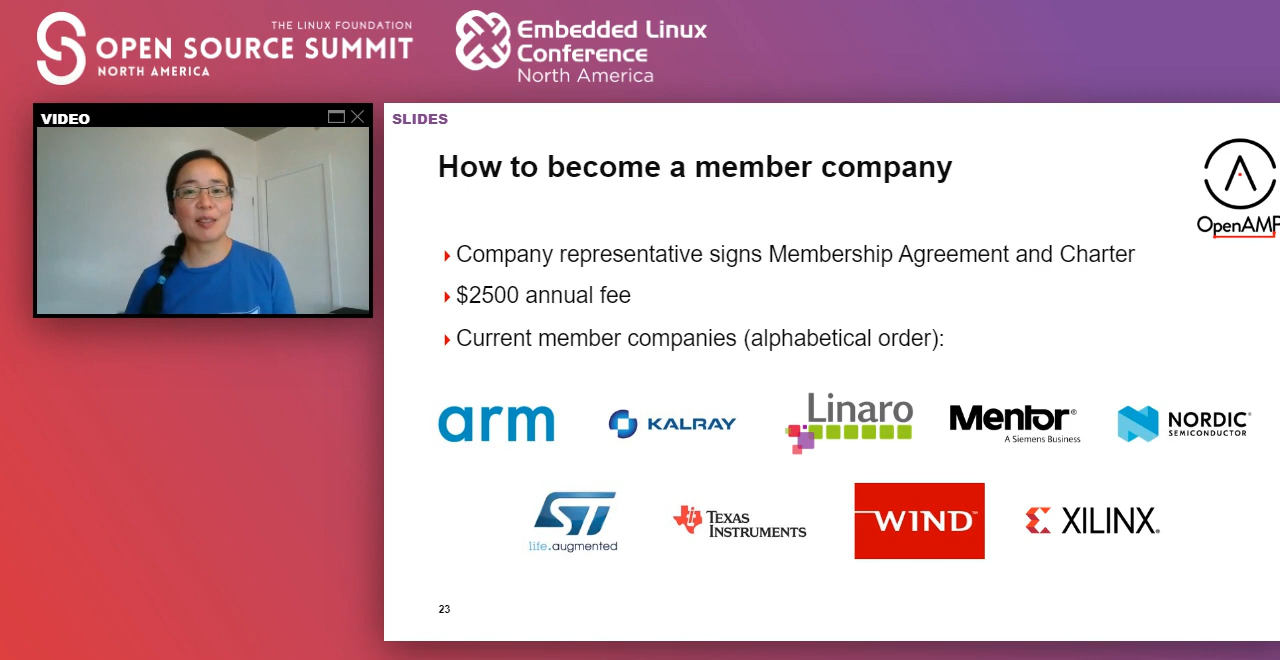 THE LINUX FOUNDATION
OPEN SOURCE SUMMIT
NORTH AMERICA
Embedded Linux
Conference
North America
VIDEO
SLIDES
How to become a member company
OpenAMP
Company representative signs Membership Agreement and Charter
$2500 annual fee
Current member companies (alphabetical order):
arm
KALRAY
Linaro
Mentor®
A Siemens Business
NORDIC®
SEMICONDUCTOR
ST
life.augmented
TEXAS
INSTRUMENTS
WIND™
XILINX®
23